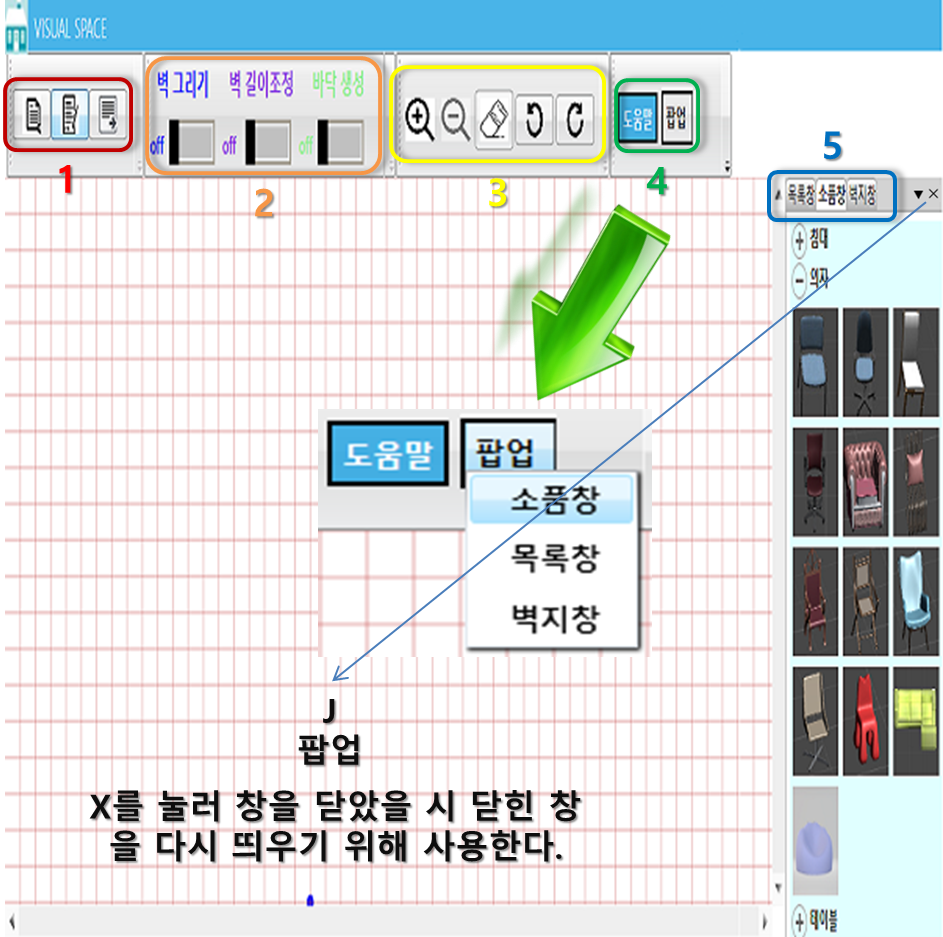 VISUAL SPACE
벽 그리기 벽 길이조정 바닥 생성
off off off
도움말 팝업
1
2
3
4
5
목록창 소품창 벽지창
침대
의자
도움말 팝업
소품창
목록창
벽지창
J
팝업
X를 눌러 창을 닫았을 시 닫힌 창
을 다시 띄우기 위해 사용한다.
테이블